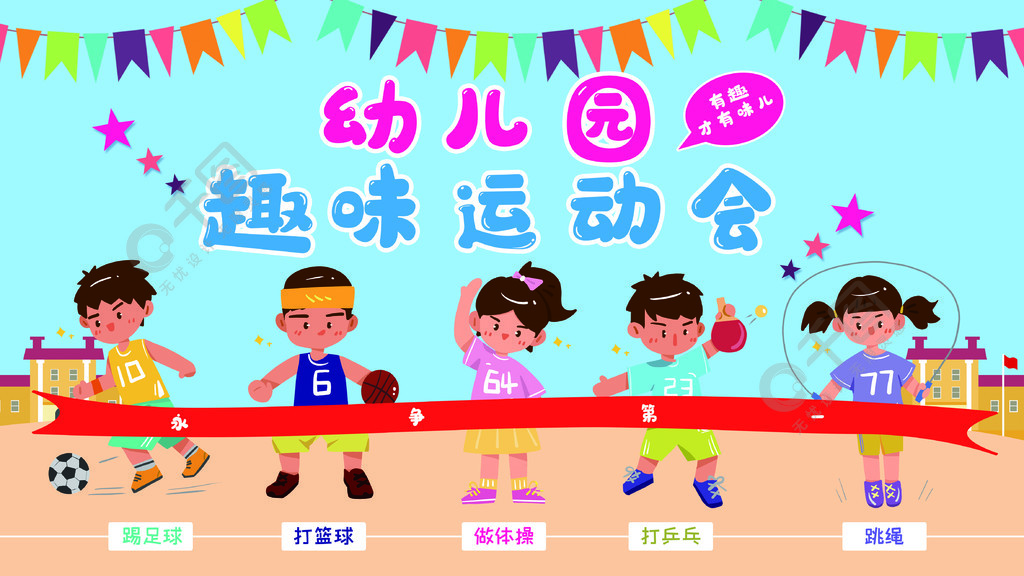 幼儿园
有趣
才有味儿
趣味运动会
10
6
64
23
77
永争第一
踢足球
打篮球
做体操
打乒乓
跳绳